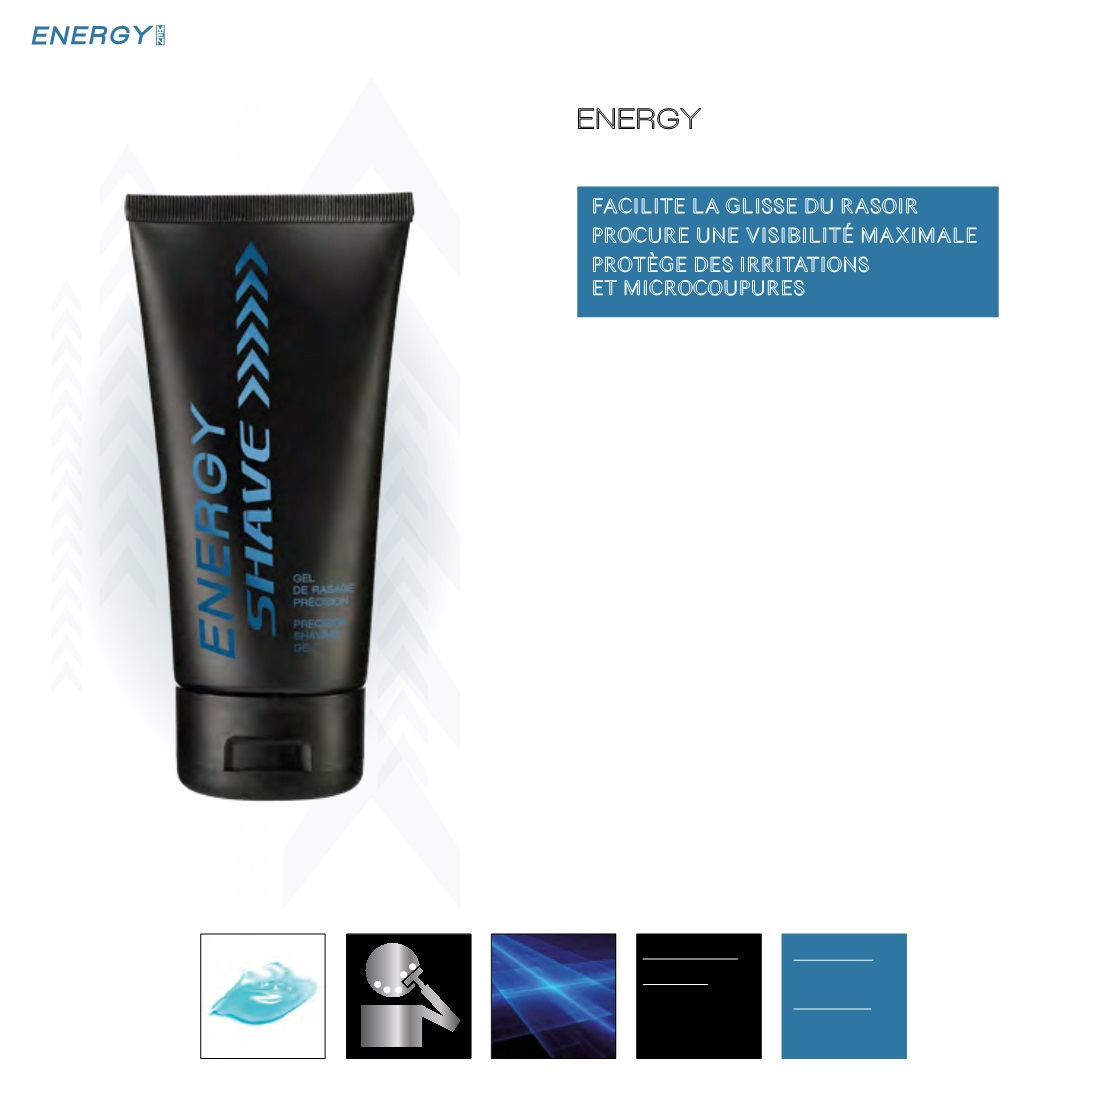 ENERGY MEN
ENERGY
FACILITE LA GLISSE DU RASOIR
PROCURE UNE VISIBILITÉ MAXIMALE
PROTÈGE DES IRRITATIONS
ET MICROCOUPURES
ENERGY
SHAVE
GEL
DE RASAGE
PRÉCISION
PRECISION
SHAVING
GEL